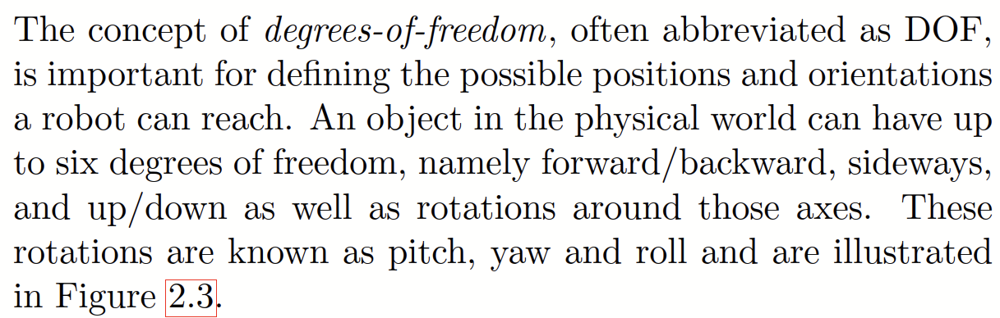 The concept of degrees-of-freedom, often abbreviated as DOF,
is important for defining the possible positions and orientations
a robot can reach. An object in the physical world can have up
to six degrees of freedom, namely forward/backward, sideways,
and up/down as well as rotations around those axes. These
rotations are known as pitch, yaw and roll and are illustrated
in Figure 2.3.